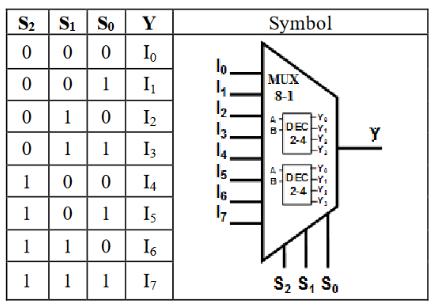 S₂ S₁ S₀ Y Symbol
0 0 0 I₀
0 0 1 I₁
0 1 0 I₂
0 1 1 I₃
1 0 0 I₄
1 0 1 I₅
1 1 0 I₆
1 1 1 I₇
I₀
I₁
I₂
I₃
I₄
I₅
I₆
I₇
MUX
8-1
A
B
DEC
2-4
Y₀
Y₁
Y₂
Y₃
A
B
DEC
2-4
Y₀
Y₁
Y₂
Y₃
Y
S₂ S₁ S₀